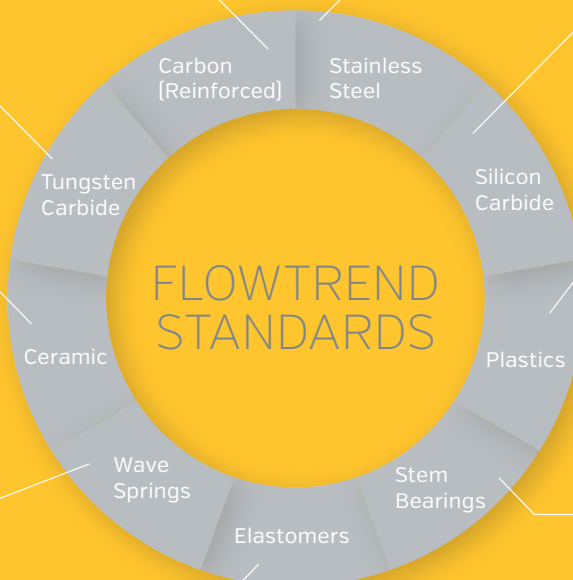 Carbon
(Reinforced)
Stainless
Steel
Tungsten
Carbide
Silicon
Carbide
FLOWTREND
STANDARDS
Ceramic
Plastics
Wave
Springs
Stem
Bearings
Elastomers